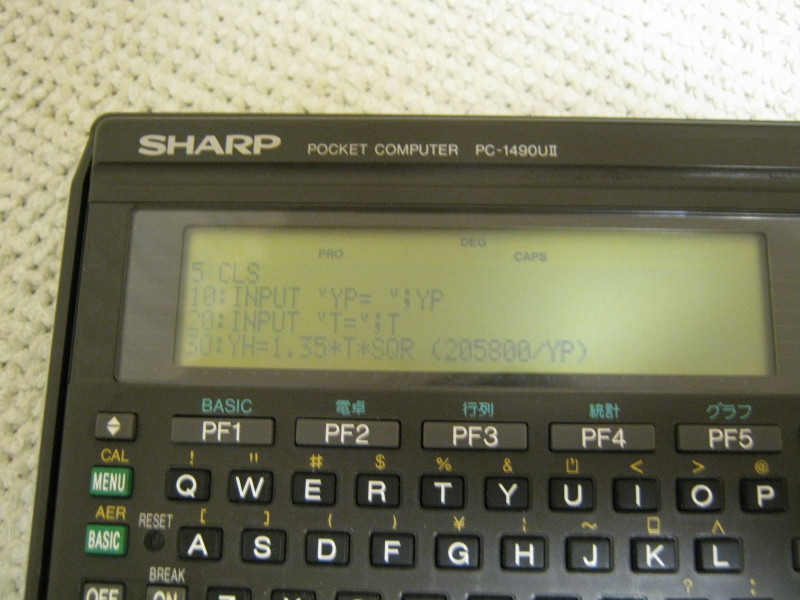 SHARP POCKET COMPUTER PC-1490UII
DEG
PRO CAPS
5:CLS
10:INPUT "YP= ";YP
20:INPUT "T=";T
30:YH=1.35*T*SQR (205800/YP)
BASIC 電卓 行列 統計 グラフ
PF1 PF2 PF3 PF4 PF5
CAL ! " # $ % & < > @
MENU Q W E R T Y U I O P
AER RESET [ ] ( ) ¥ ¦ ~ □ ^
BASIC A S D F G H J K L
BREAK ? :
OFF ON